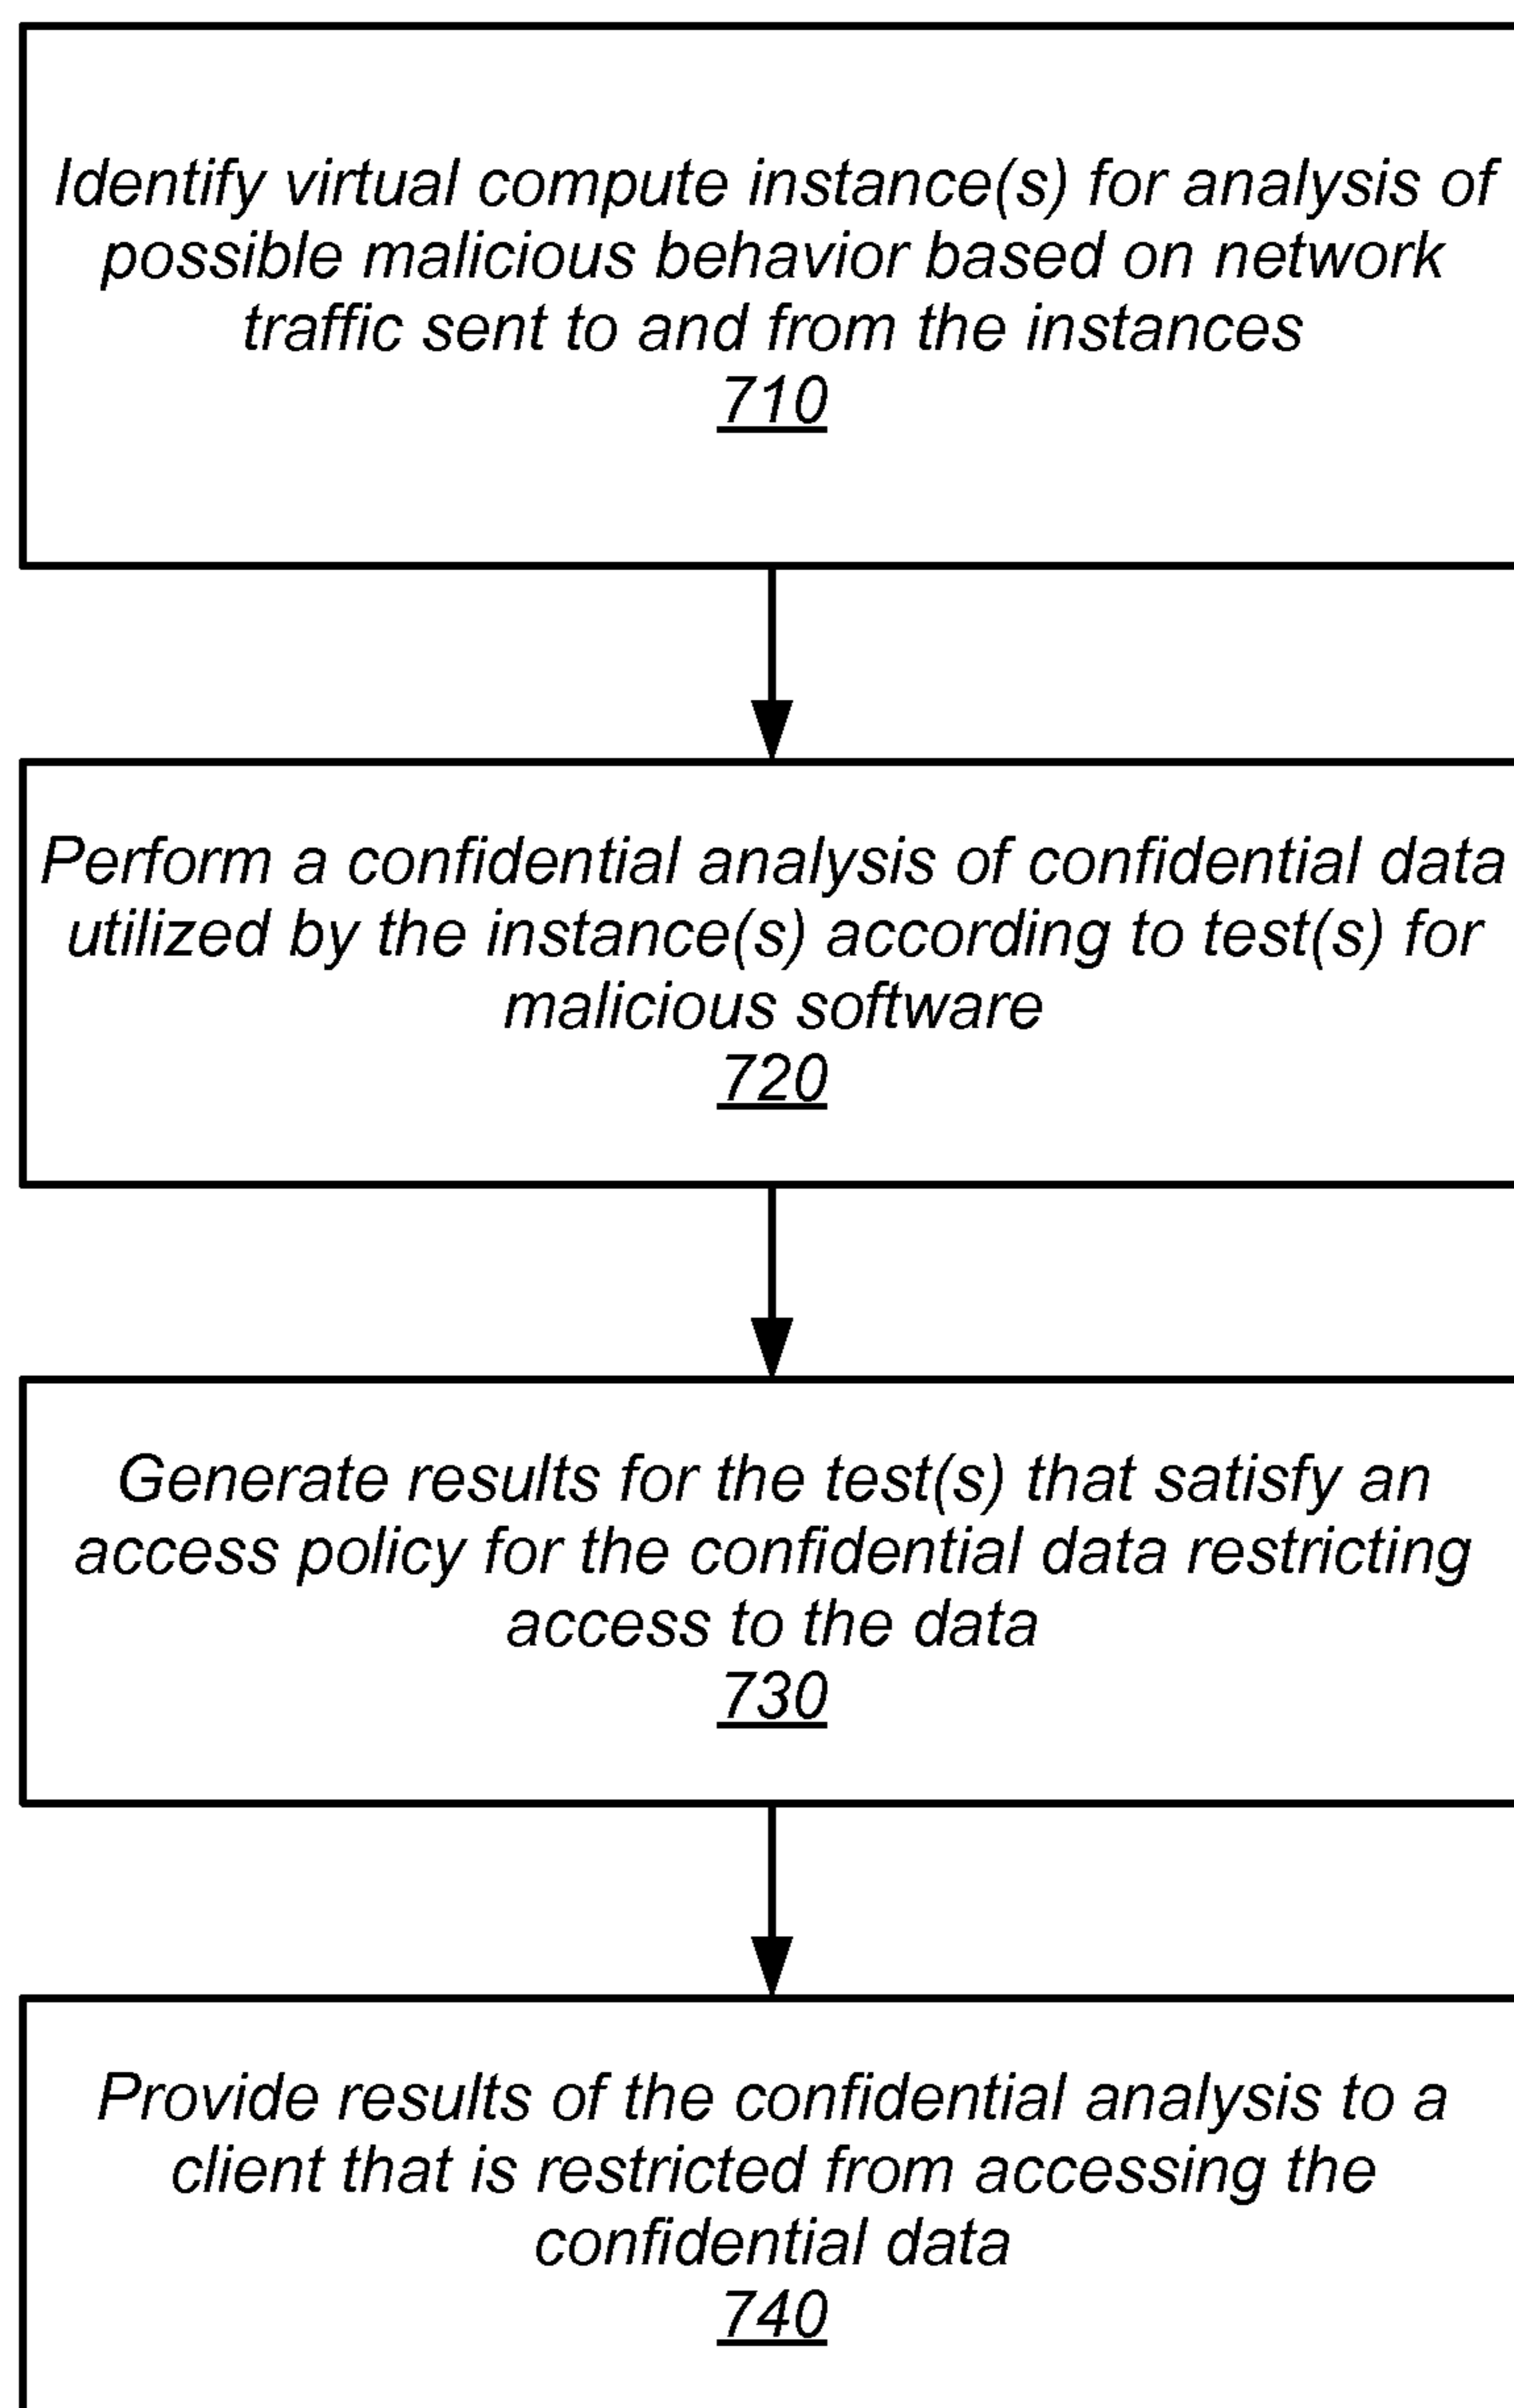 Identify virtual compute instance(s) for analysis of
possible malicious behavior based on network
traffic sent to and from the instances
710
Perform a confidential analysis of confidential data
utilized by the instance(s) according to test(s) for
malicious software
720
Generate results for the test(s) that satisfy an
access policy for the confidential data restricting
access to the data
730
Provide results of the confidential analysis to a
client that is restricted from accessing the
confidential data
740